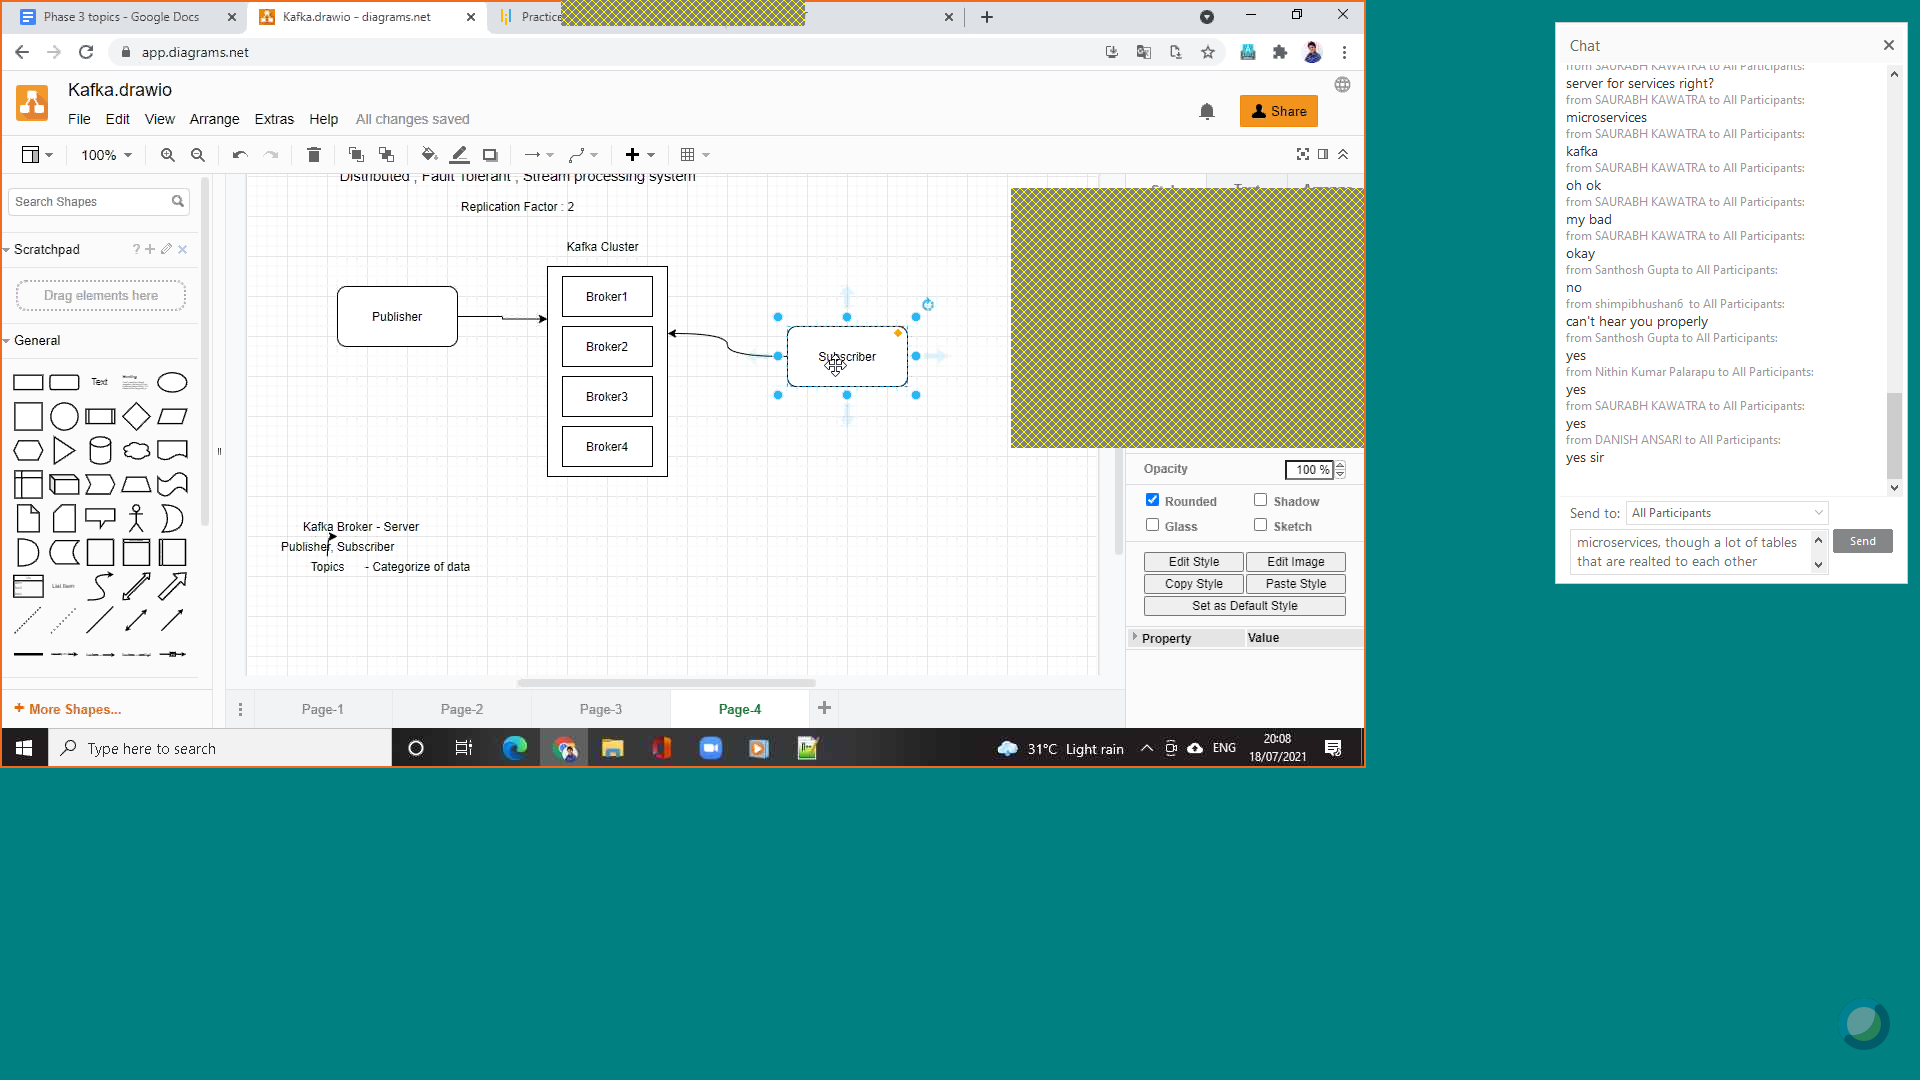 Phase 3 topics - Google Docs
Kafka.drawio - diagrams.net
Practice
app.diagrams.net
Kafka.drawio
File Edit View Arrange Extras Help All changes saved
Share
100%
Search Shapes
Scratchpad
?
Drag elements here
General
Text
Heading
List Item
+ More Shapes...
Distributed , Fault Tolerant , Stream processing system
Replication Factor : 2
Kafka Cluster
Publisher
Broker1
Broker2
Broker3
Broker4
Subscriber
Kafka Broker - Server
Publisher, Subscriber
Topics - Categorize of data
Opacity
100 %
Rounded
Shadow
Glass
Sketch
Edit Style
Edit Image
Copy Style
Paste Style
Set as Default Style
Property
Value
Page-1
Page-2
Page-3
Page-4
Type here to search
31°C Light rain
ENG
20:08
18/07/2021
Chat
from SAURABH KAWATRA to All Participants:
server for services right?
from SAURABH KAWATRA to All Participants:
microservices
from SAURABH KAWATRA to All Participants:
kafka
from SAURABH KAWATRA to All Participants:
oh ok
from SAURABH KAWATRA to All Participants:
my bad
from SAURABH KAWATRA to All Participants:
okay
from Santhosh Gupta to All Participants:
no
from shimpibhushan6 to All Participants:
can't hear you properly
from Santhosh Gupta to All Participants:
yes
from Nithin Kumar Palarapu to All Participants:
yes
from SAURABH KAWATRA to All Participants:
yes
from DANISH ANSARI to All Participants:
yes sir
Send to:
All Participants
microservices, though a lot of tables
that are realted to each other
Send